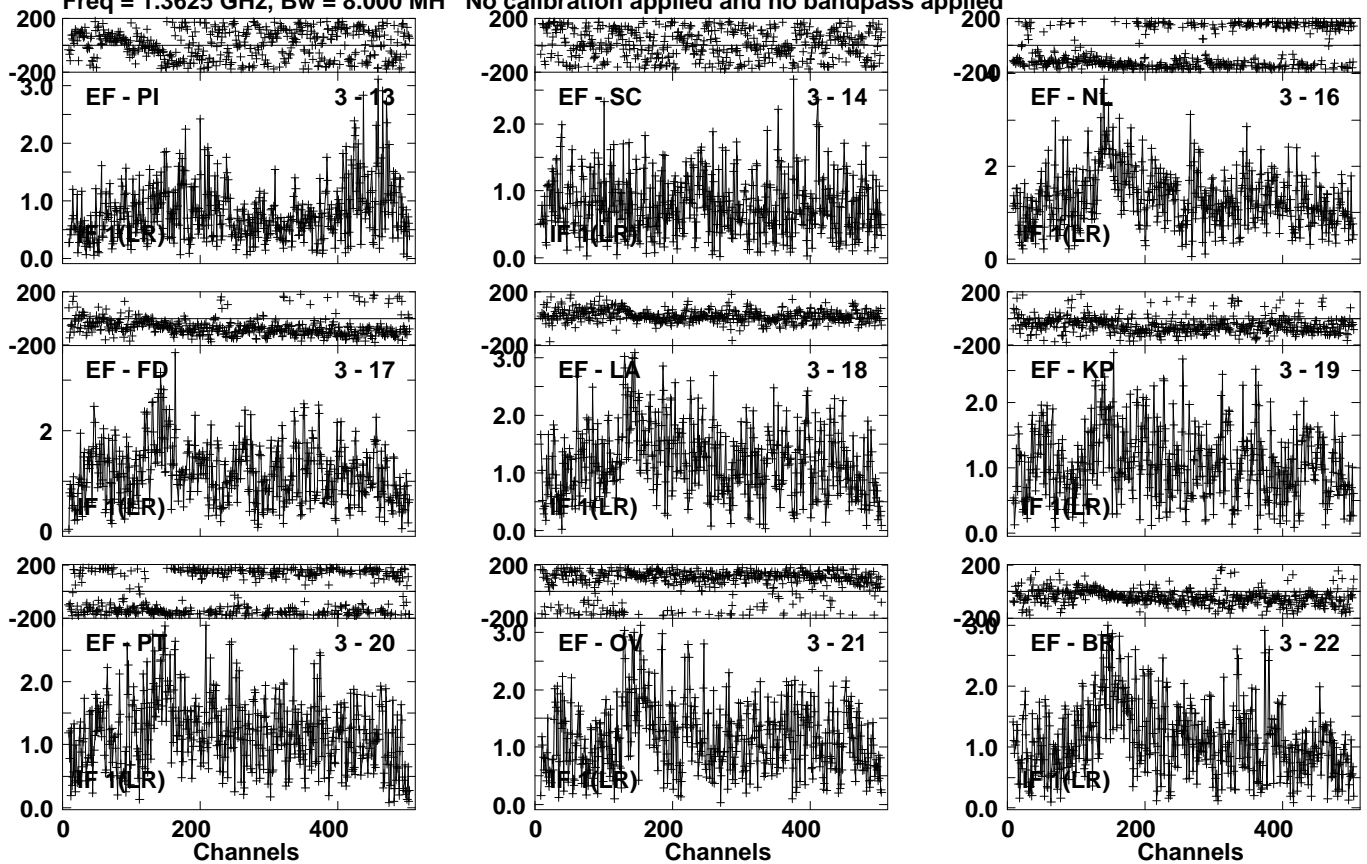 Freq = 1.3625 GHz, Bw = 8.000 MH No calibration applied and no bandpass applied
200
-200
EF - PI 3 - 13
3.0
2.0
1.0
0.0
IF 1(LR)
EF - SC 3 - 14
2.0
1.0
0.0
IF 1(LR)
200
-200
4
EF - NL 3 - 16
2
0
IF 1(LR)
200
-200
EF - FD 3 - 17
2
0
IF 1(LR)
200
-200
EF - LA 3 - 18
3.0
2.0
1.0
0.0
IF 1(LR)
200
-200
EF - KP 3 - 19
2.0
1.0
0.0
IF 1(LR)
200
-200
EF - PT 3 - 20
2.0
1.0
0.0
IF 1(LR)
200
-200
EF - OV 3 - 21
3.0
2.0
1.0
0.0
IF 1(LR)
200
-200
EF - BR 3 - 22
3.0
2.0
1.0
0.0
IF 1(LR)
0 200 400
Channels
0 200 400
Channels
0 200 400
Channels